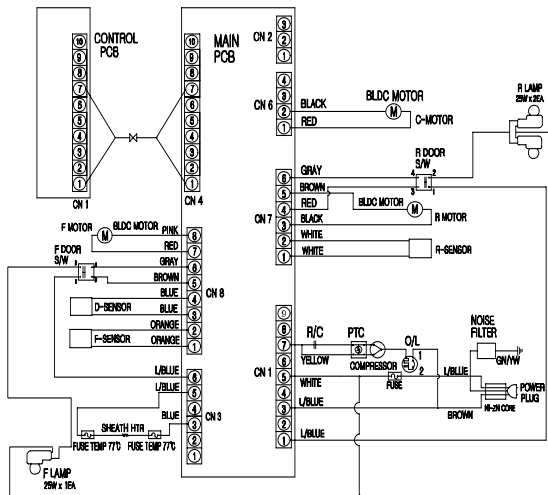 CONTROL
PCB
10
9
8
7
6
5
4
3
2
1
CN 1
MAIN
PCB
10
9
8
7
6
5
4
3
2
1
CN 4
CN 2
3
2
1
CN 6
4
3
2
1
BLACK
RED
BLDC MOTOR
M
C-MOTOR
R LAMP
25W x 2EA
R DOOR
S/W
4 2
3 1
CN 7
6
5
4
3
2
1
GRAY
BROWN
RED
BLACK
WHITE
WHITE
BLDC MOTOR
M
R MOTOR
R-SENSOR
F MOTOR
M
BLDC MOTOR
F DOOR
S/W
PINK
RED
GRAY
BROWN
BLUE
BLUE
ORANGE
ORANGE
8
7
6
5
4
3
2
1
CN 8
D-SENSOR
F-SENSOR
L/BLUE
L/BLUE
BLUE
6
5
4
3
2
1
CN 3
SHEATH HTR
FUSE TEMP 77℃
FUSE TEMP 77℃
F LAMP
25W x 1EA
CN 1
9
8
7
6
5
4
3
2
1
R/C
YELLOW
PTC
COMPRESSOR
O/L
1
2
WHITE
FUSE
L/BLUE
L/BLUE
L/BLUE
BROWN
NOISE
FILTER
GN/YW
POWER
PLUG
NI-ZN CORE